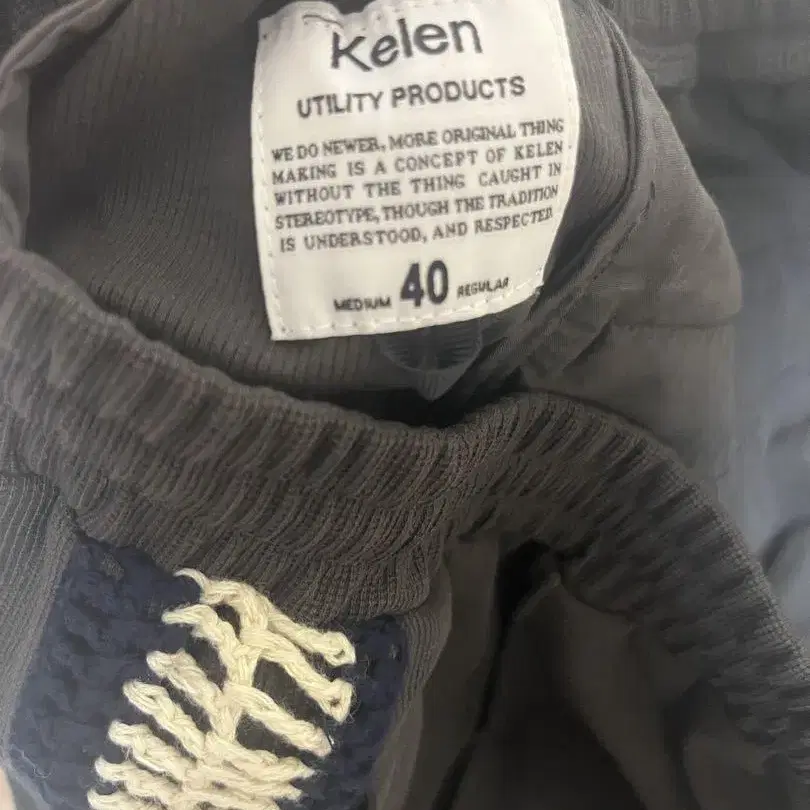 Kelen
UTILITY PRODUCTS
WE DO NEWER, MORE ORIGINAL THING
MAKING IS A CONCEPT OF KELEN
WITHOUT THE THING CAUGHT IN
STEREOTYPE, THOUGH THE TRADITION
IS UNDERSTOOD, AND RESPECTED
MEDIUM 40 REGULAR